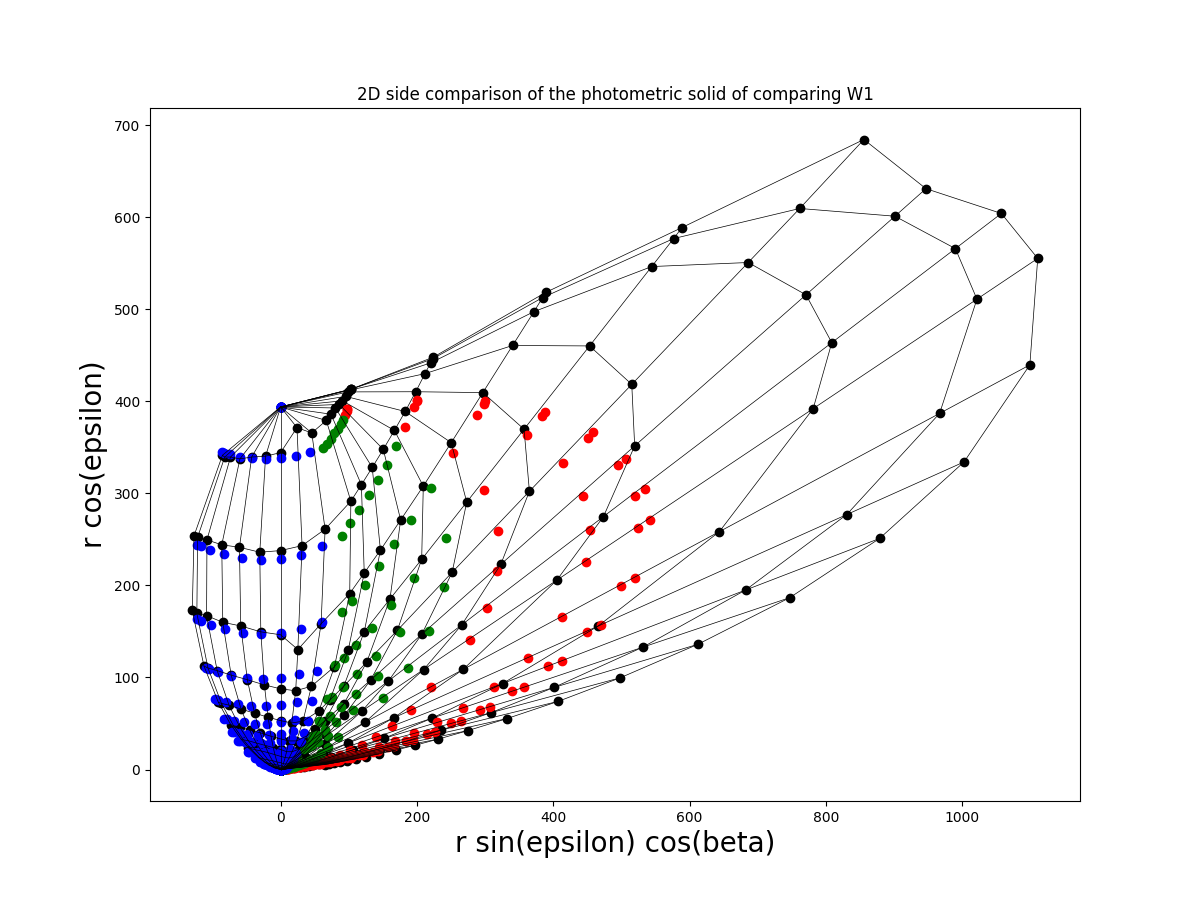 2D side comparison of the photometric solid of comparing W1
700
600
500
400
300
200
100
0
r cos(epsilon)
0 200 400 600 800 1000
r sin(epsilon) cos(beta)